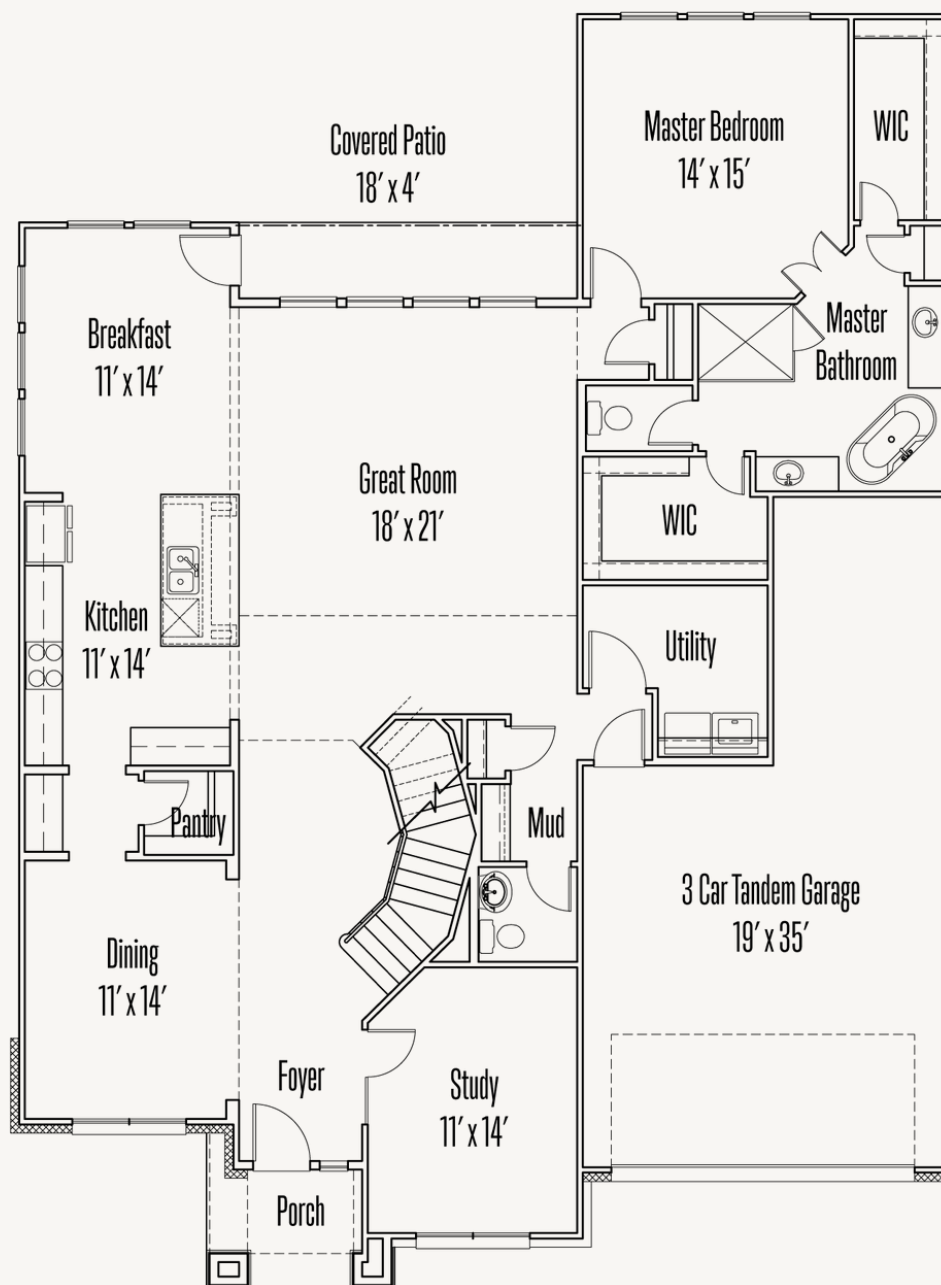 Covered Patio
18' x 4'
Master Bedroom
14' x 15'
WIC
Breakfast
11' x 14'
Master
Bathroom
Great Room
18' x 21'
WIC
Kitchen
11' x 14'
Utility
Pantry
Mud
3 Car Tandem Garage
19' x 35'
Dining
11' x 14'
Foyer
Study
11' x 14'
Porch